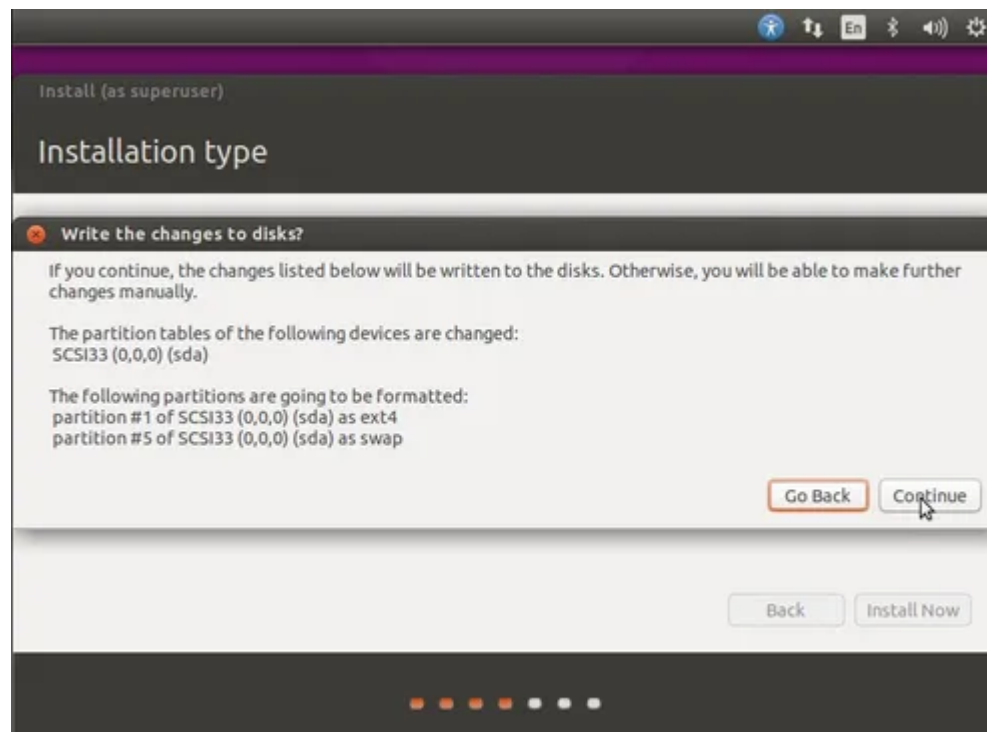 En
Install (as superuser)
Installation type
Write the changes to disks?
If you continue, the changes listed below will be written to the disks. Otherwise, you will be able to make further
changes manually.
The partition tables of the following devices are changed:
SCSI33 (0,0,0) (sda)
The following partitions are going to be formatted:
partition #1 of SCSI33 (0,0,0) (sda) as ext4
partition #5 of SCSI33 (0,0,0) (sda) as swap
Go Back Continue
Back Install Now